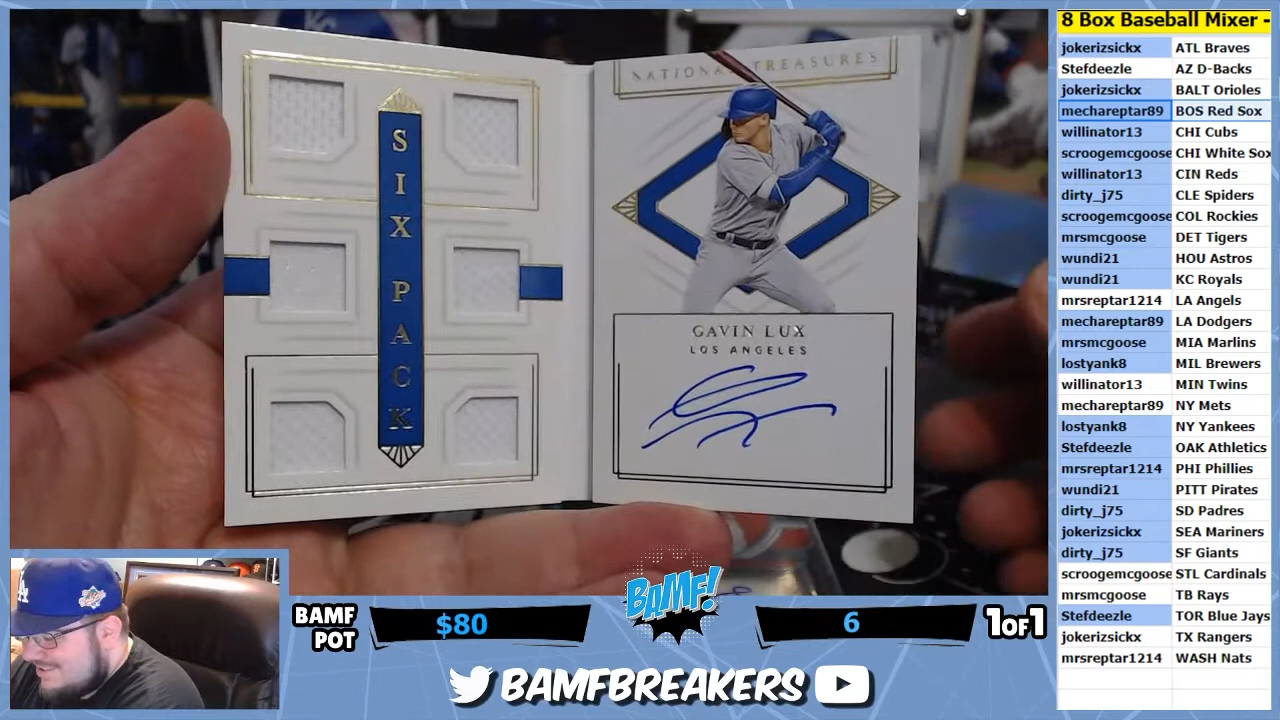 NATIONAL TREASURES
SIX PACK
GAVIN LUX
LOS ANGELES
8 Box Baseball Mixer -
jokerizsickx ATL Braves
Stefdeezle AZ D-Backs
jokerizsickx BALT Orioles
mechareptar89 BOS Red Sox
willinator13 CHI Cubs
scroogemcgoose CHI White Sox
willinator13 CIN Reds
dirty_j75 CLE Spiders
scroogemcgoose COL Rockies
mrsmcgoose DET Tigers
wundi21 HOU Astros
wundi21 KC Royals
mrsreptar1214 LA Angels
mechareptar89 LA Dodgers
mrsmcgoose MIA Marlins
lostyank8 MIL Brewers
willinator13 MIN Twins
mechareptar89 NY Mets
lostyank8 NY Yankees
Stefdeezle OAK Athletics
mrsreptar1214 PHI Phillies
wundi21 PITT Pirates
dirty_j75 SD Padres
jokerizsickx SEA Mariners
dirty_j75 SF Giants
scroogemcgoose STL Cardinals
mrsmcgoose TB Rays
Stefdeezle TOR Blue Jays
jokerizsickx TX Rangers
mrsreptar1214 WASH Nats
LA
BAMF
POT
$80
BAMF!
6
1OF1
BAMFBREAKERS